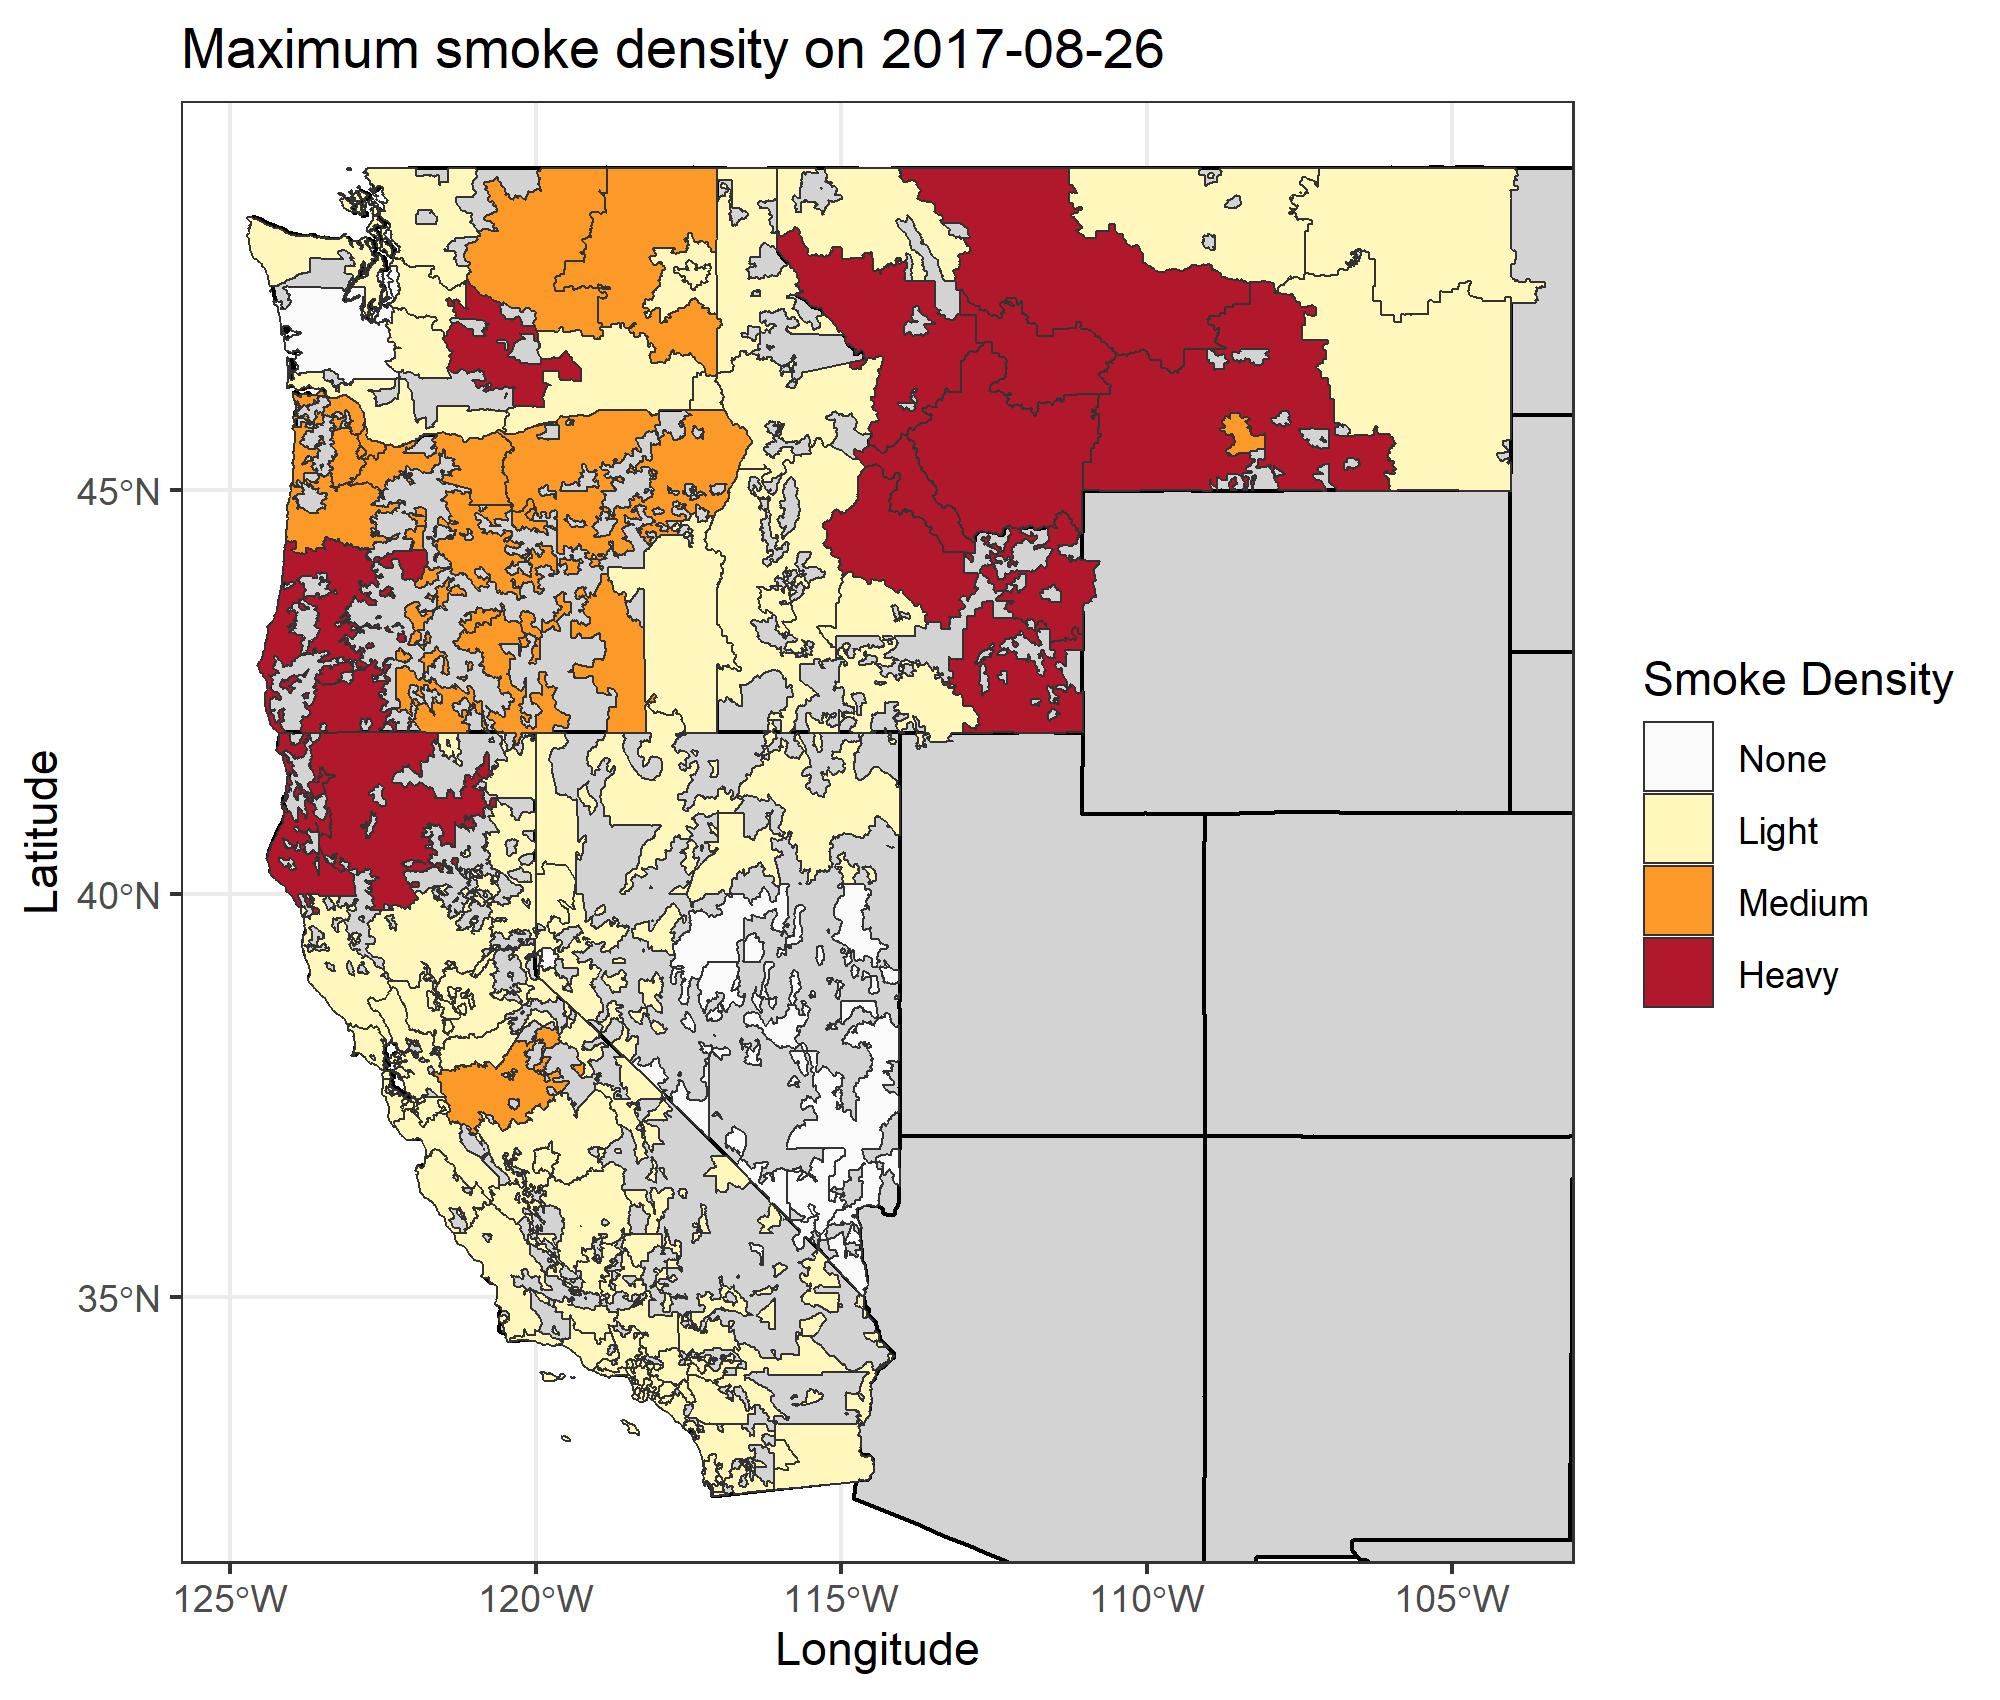 Maximum smoke density on 2017-08-26
45°N
40°N
35°N
Latitude
125°W 120°W 115°W 110°W 105°W
Longitude
Smoke Density
None
Light
Medium
Heavy